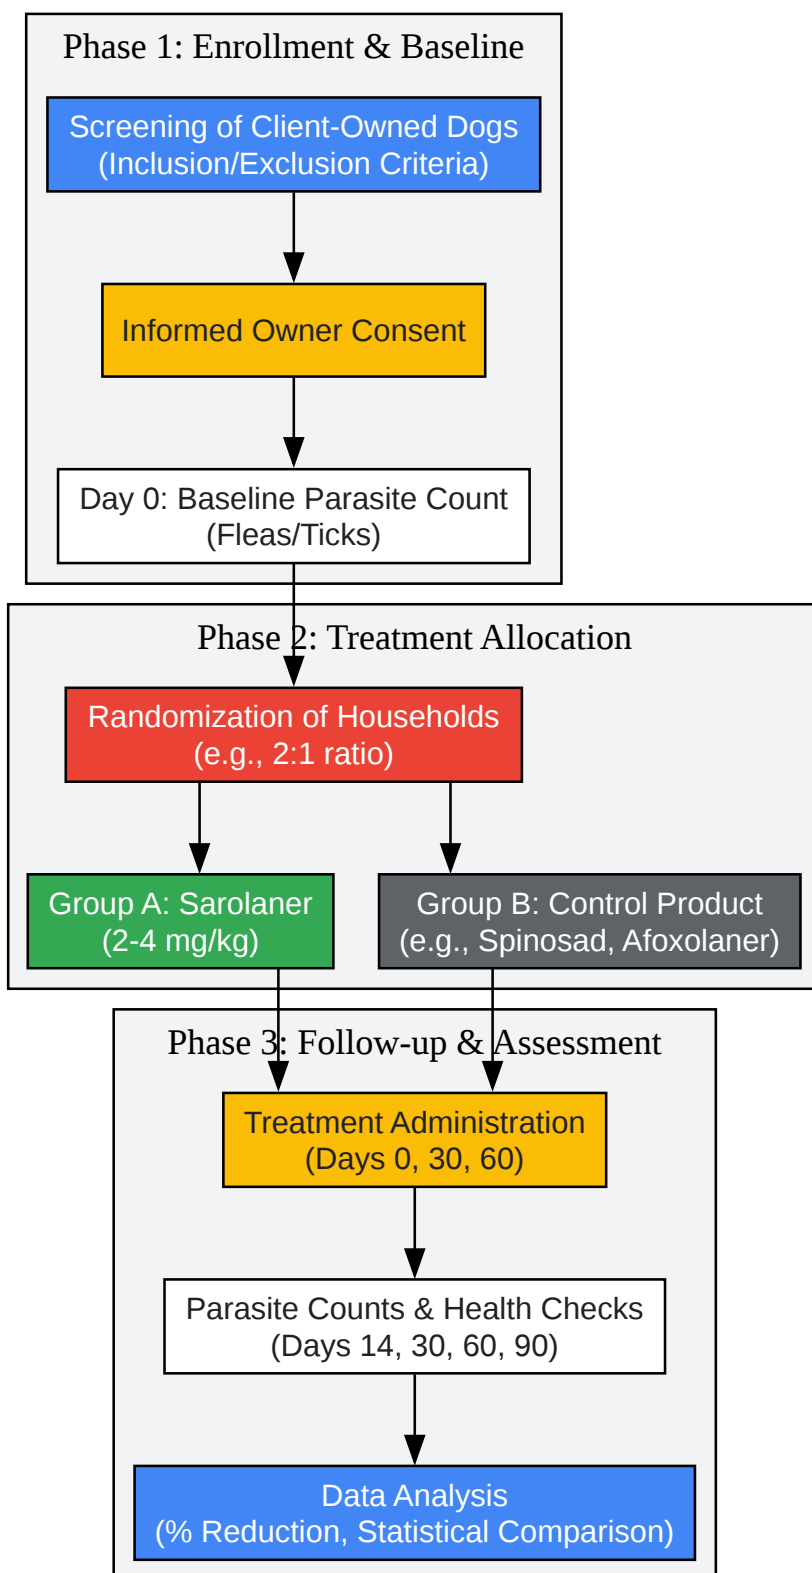 Phase 1: Enrollment & Baseline
Screening of Client-Owned Dogs
(Inclusion/Exclusion Criteria)
Informed Owner Consent
Day 0: Baseline Parasite Count
(Fleas/Ticks)
Phase 2: Treatment Allocation
Randomization of Households
(e.g., 2:1 ratio)
Group A: Sarolaner
(2-4 mg/kg)
Group B: Control Product
(e.g., Spinosad, Afoxolaner)
Phase 3: Follow-up & Assessment
Treatment Administration
(Days 0, 30, 60)
Parasite Counts & Health Checks
(Days 14, 30, 60, 90)
Data Analysis
(% Reduction, Statistical Comparison)